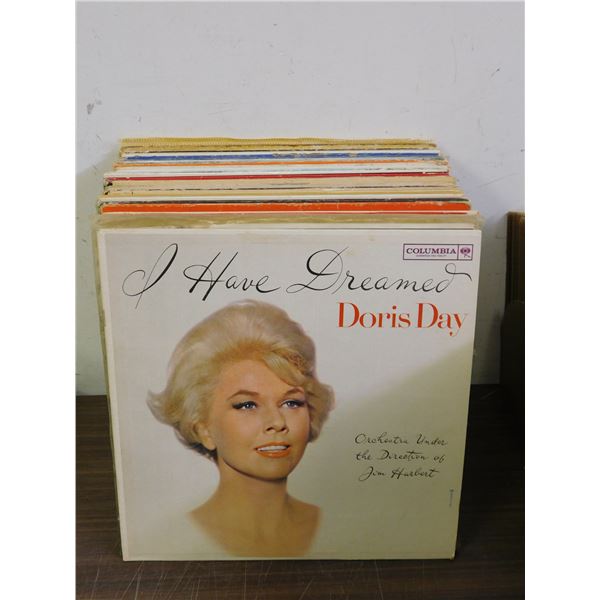 COLUMBIA
I Have Dreamed
Doris Day
Orchestra Under
the Direction of
Jim Harbert